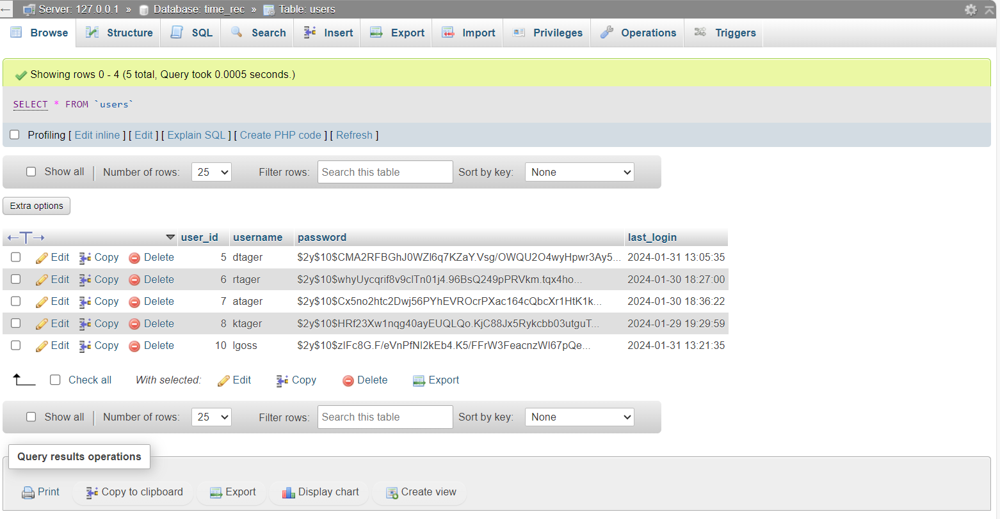 Server: 127.0.0.1 » Database: time_rec » Table: users
Browse Structure SQL Search Insert Export Import Privileges Operations Triggers
Showing rows 0 - 4 (5 total, Query took 0.0005 seconds.)
SELECT * FROM `users`
Profiling [ Edit inline ] [ Edit ] [ Explain SQL ] [ Create PHP code ] [ Refresh ]
Show all Number of rows: 25 Filter rows: Search this table Sort by key: None
Extra options
user_id username password last_login
Edit Copy Delete 5 dtager $2y$10$CMA2RFBGhJ0WZl6q7KZaY.Vsg/OWQU2O4wyHpwr3Ay5... 2024-01-31 13:05:35
Edit Copy Delete 6 rtager $2y$10$whyUycqrif8v9clTn01j4.96BsQ249pPRVkm.tqx4ho... 2024-01-30 18:27:00
Edit Copy Delete 7 atager $2y$10$Cx5no2htc2Dwj56PYhEVROcrPXac164cQbcXr1HtK1k... 2024-01-30 18:36:22
Edit Copy Delete 8 ktager $2y$10$HRf23Xw1nqg40ayEUQLQo.KjC88Jx5Rykcbb03utguT... 2024-01-29 19:29:59
Edit Copy Delete 10 lgoss $2y$10$zIFc8G.F/eVnPfNl2kEb4.K5/FFrW3FeacnzWl67pQe... 2024-01-31 13:21:35
Check all With selected: Edit Copy Delete Export
Show all Number of rows: 25 Filter rows: Search this table Sort by key: None
Query results operations
Print Copy to clipboard Export Display chart Create view